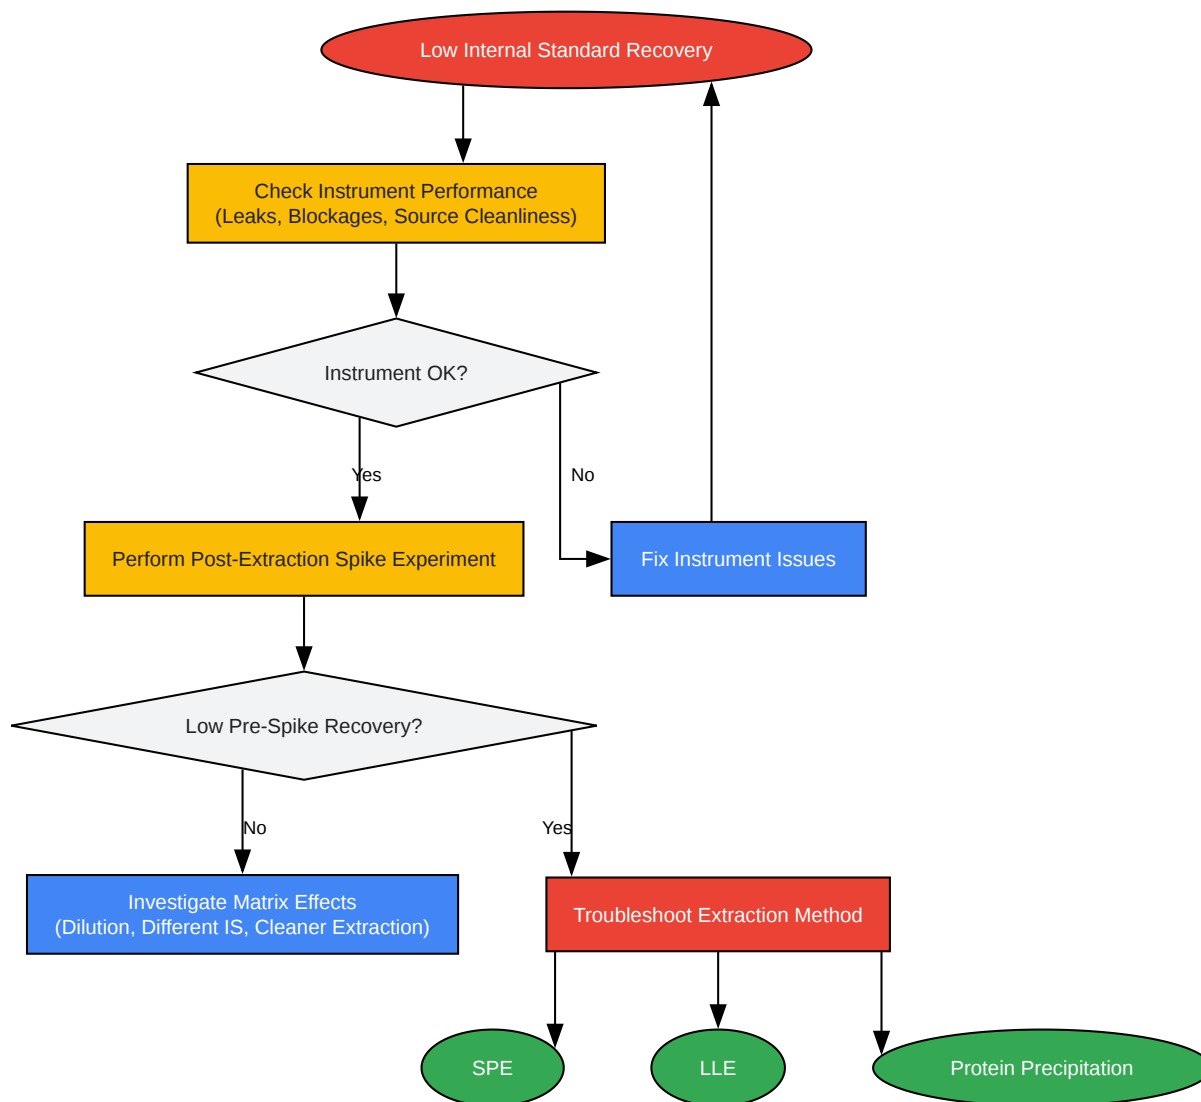 Low Internal Standard Recovery
Check Instrument Performance
(Leaks, Blockages, Source Cleanliness)
Instrument OK?
Yes
No
Perform Post-Extraction Spike Experiment
Fix Instrument Issues
Low Pre-Spike Recovery?
No
Yes
Investigate Matrix Effects
(Dilution, Different IS, Cleaner Extraction)
Troubleshoot Extraction Method
SPE
LLE
Protein Precipitation